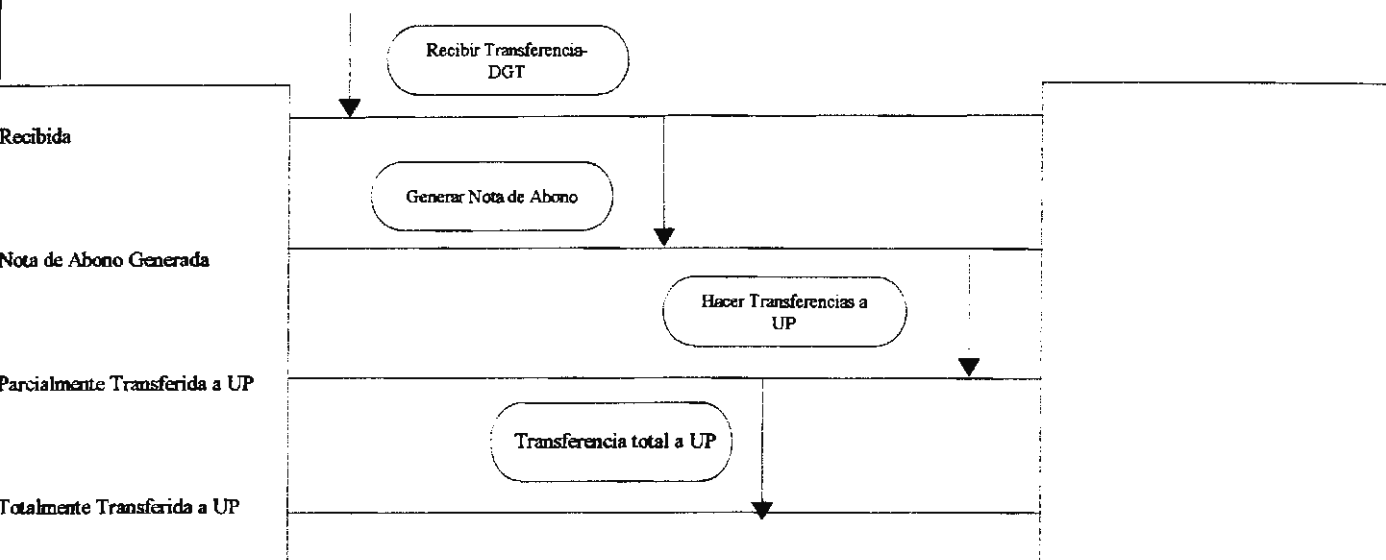 Recibir Transferencia-
DGT
Recibida
Generar Nota de Abono
Nota de Abono Generada
Hacer Transferencias a
UP
Parcialmente Transferida a UP
Transferencia total a UP
Totalmente Transferida a UP